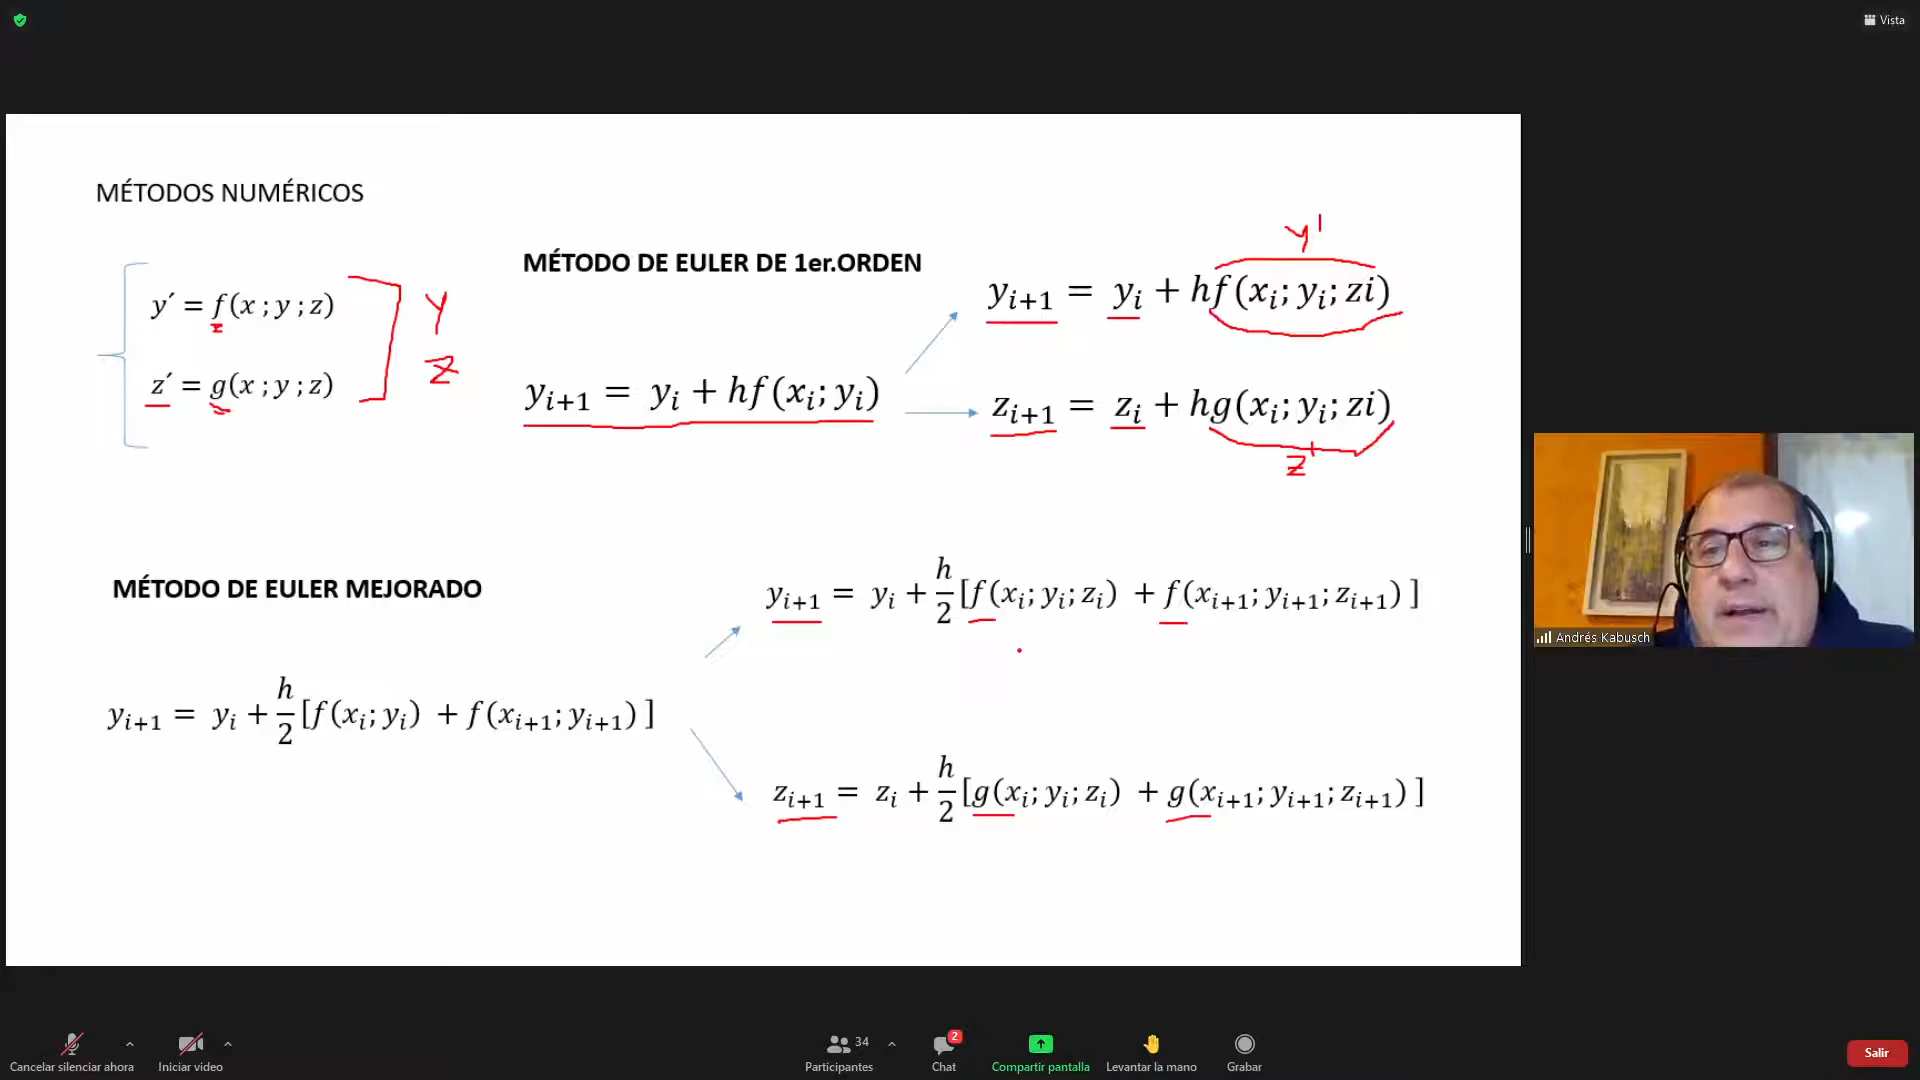 Vista
MÉTODOS NUMÉRICOS
y´ = f(x ; y ; z)
z´ = g(x ; y ; z)
y
z
MÉTODO DE EULER DE 1er.ORDEN
y'
yᵢ₊₁ = yᵢ + hf(xᵢ; yᵢ; zi)
yᵢ₊₁ = yᵢ + hf(xᵢ; yᵢ)
zᵢ₊₁ = zᵢ + hg(xᵢ; yᵢ; zi)
z'
MÉTODO DE EULER MEJORADO
yᵢ₊₁ = yᵢ + h/2 [f(xᵢ; yᵢ; zᵢ) + f(xᵢ₊₁; yᵢ₊₁; zᵢ₊₁) ]
yᵢ₊₁ = yᵢ + h/2 [f(xᵢ; yᵢ) + f(xᵢ₊₁; yᵢ₊₁) ]
zᵢ₊₁ = zᵢ + h/2 [g(xᵢ; yᵢ; zᵢ) + g(xᵢ₊₁; yᵢ₊₁; zᵢ₊₁) ]
Andrés Kabusch
Cancelar silenciar ahora
Iniciar video
34
Participantes
2
Chat
Compartir pantalla
Levantar la mano
Grabar
Salir